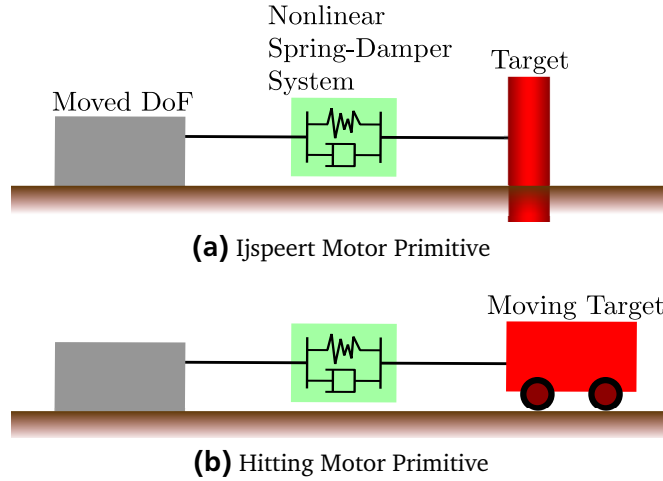 Nonlinear
Spring-Damper
System
Target
Moved DoF
(a) Ijspeert Motor Primitive
Moving Target
(b) Hitting Motor Primitive